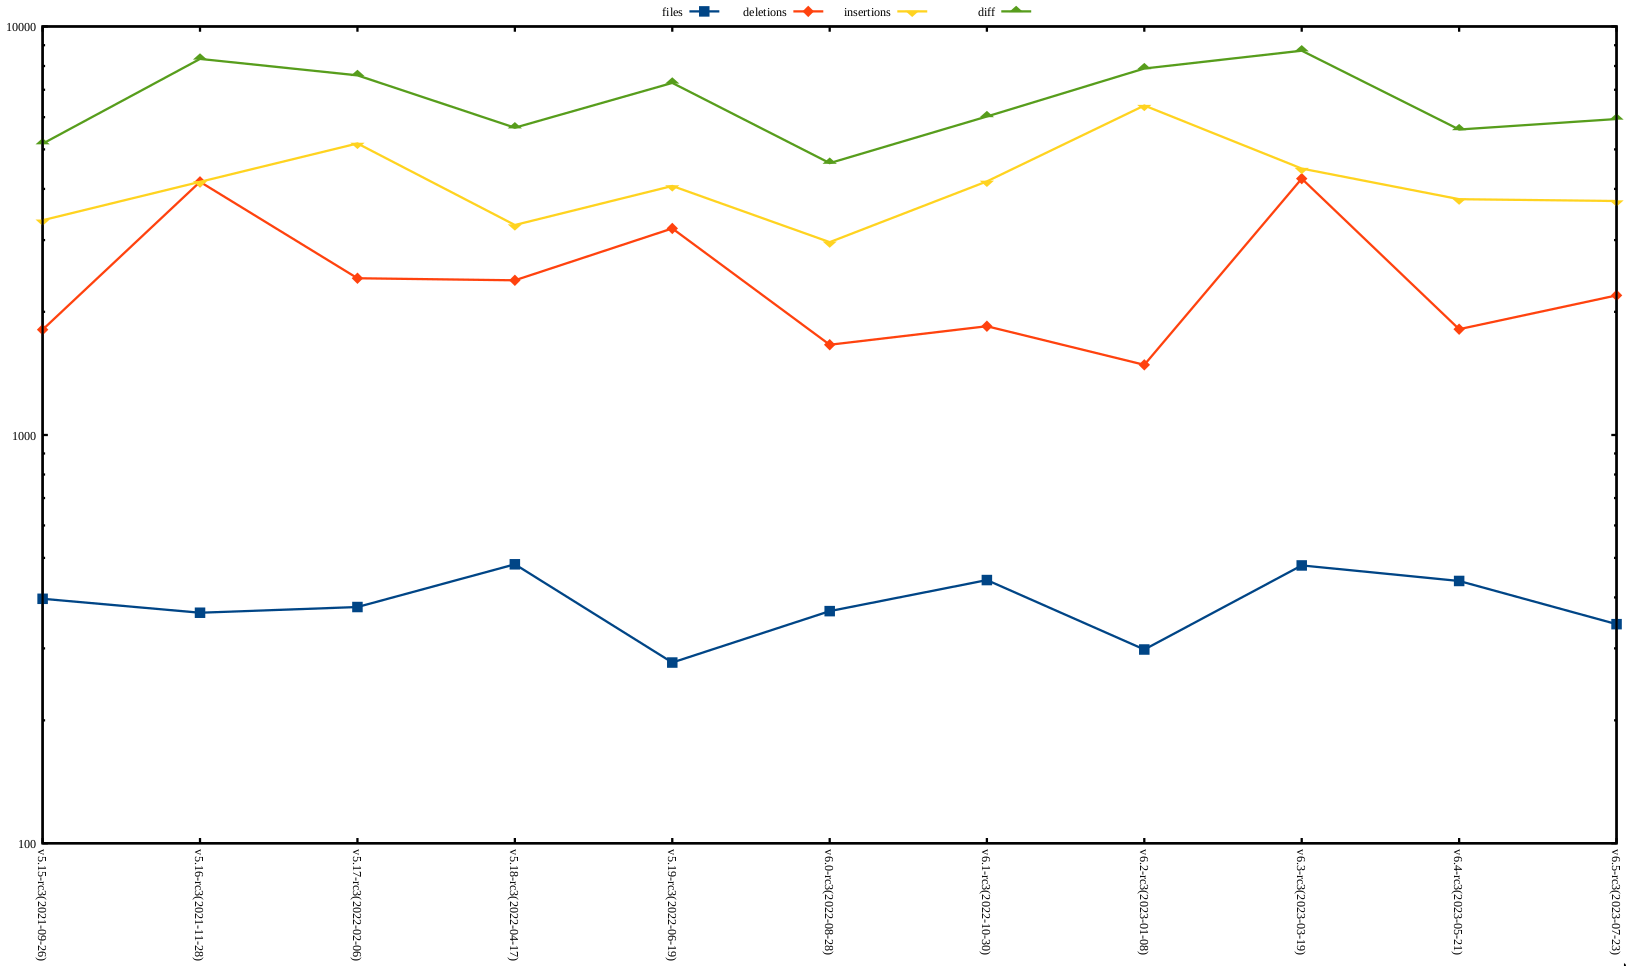 files deletions insertions diff
10000
1000
100
v5.15-rc3(2021-09-26)
v5.16-rc3(2021-11-28)
v5.17-rc3(2022-02-06)
v5.18-rc3(2022-04-17)
v5.19-rc3(2022-06-19)
v6.0-rc3(2022-08-28)
v6.1-rc3(2022-10-30)
v6.2-rc3(2023-01-08)
v6.3-rc3(2023-03-19)
v6.4-rc3(2023-05-21)
v6.5-rc3(2023-07-23)